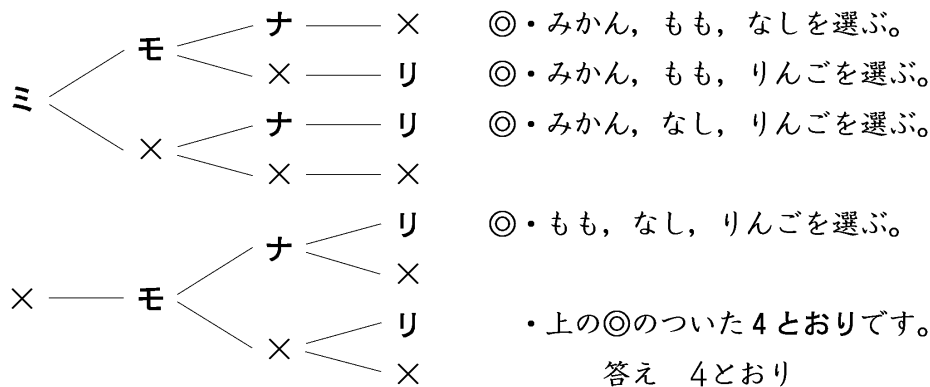 ミ モ ナ × ◎・みかん，もも，なしを選ぶ。
× リ ◎・みかん，もも，りんごを選ぶ。
× ナ リ ◎・みかん，なし，りんごを選ぶ。
× ×
× モ ナ リ ◎・もも，なし，りんごを選ぶ。
×
× リ ・上の◎のついた4とおりです。
× 答え　4とおり